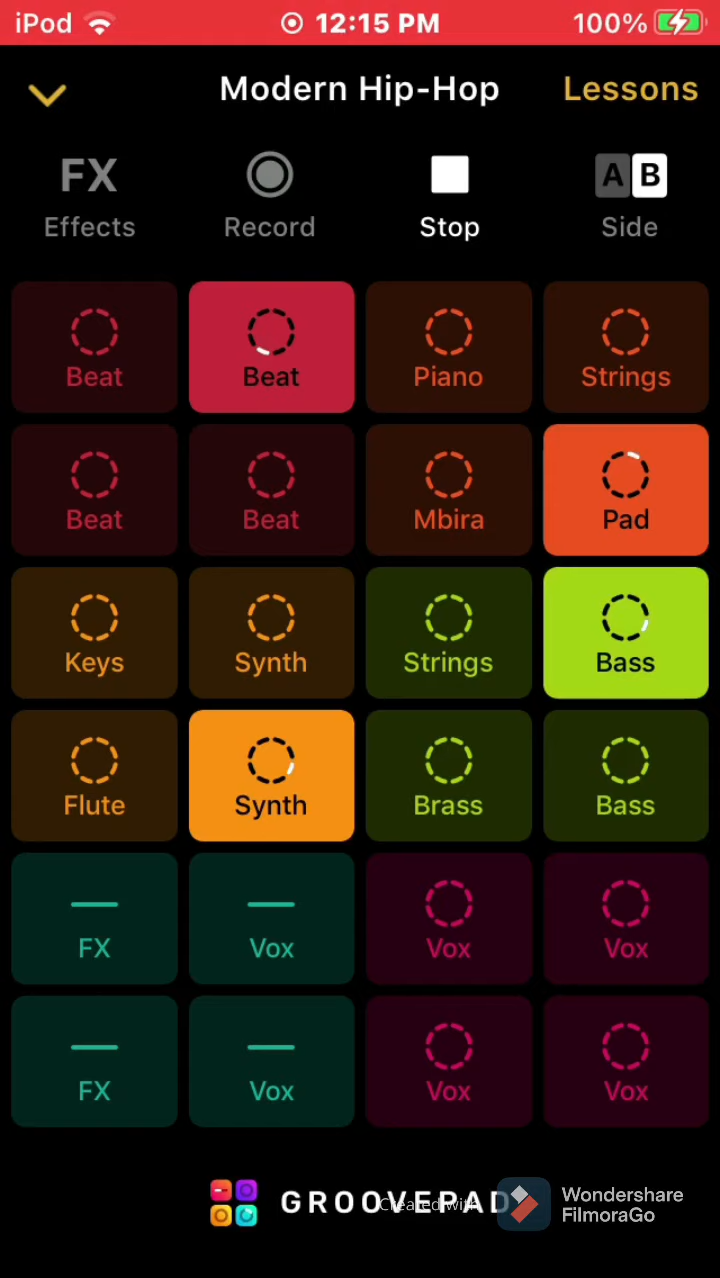 iPod 12:15 PM 100%
Modern Hip-Hop Lessons
FX A B
Effects Record Stop Side
Beat Beat Piano Strings
Beat Beat Mbira Pad
Keys Synth Strings Bass
Flute Synth Brass Bass
FX Vox Vox Vox
FX Vox Vox Vox
GROOVEPAD Created with Wondershare
FilmoraGo